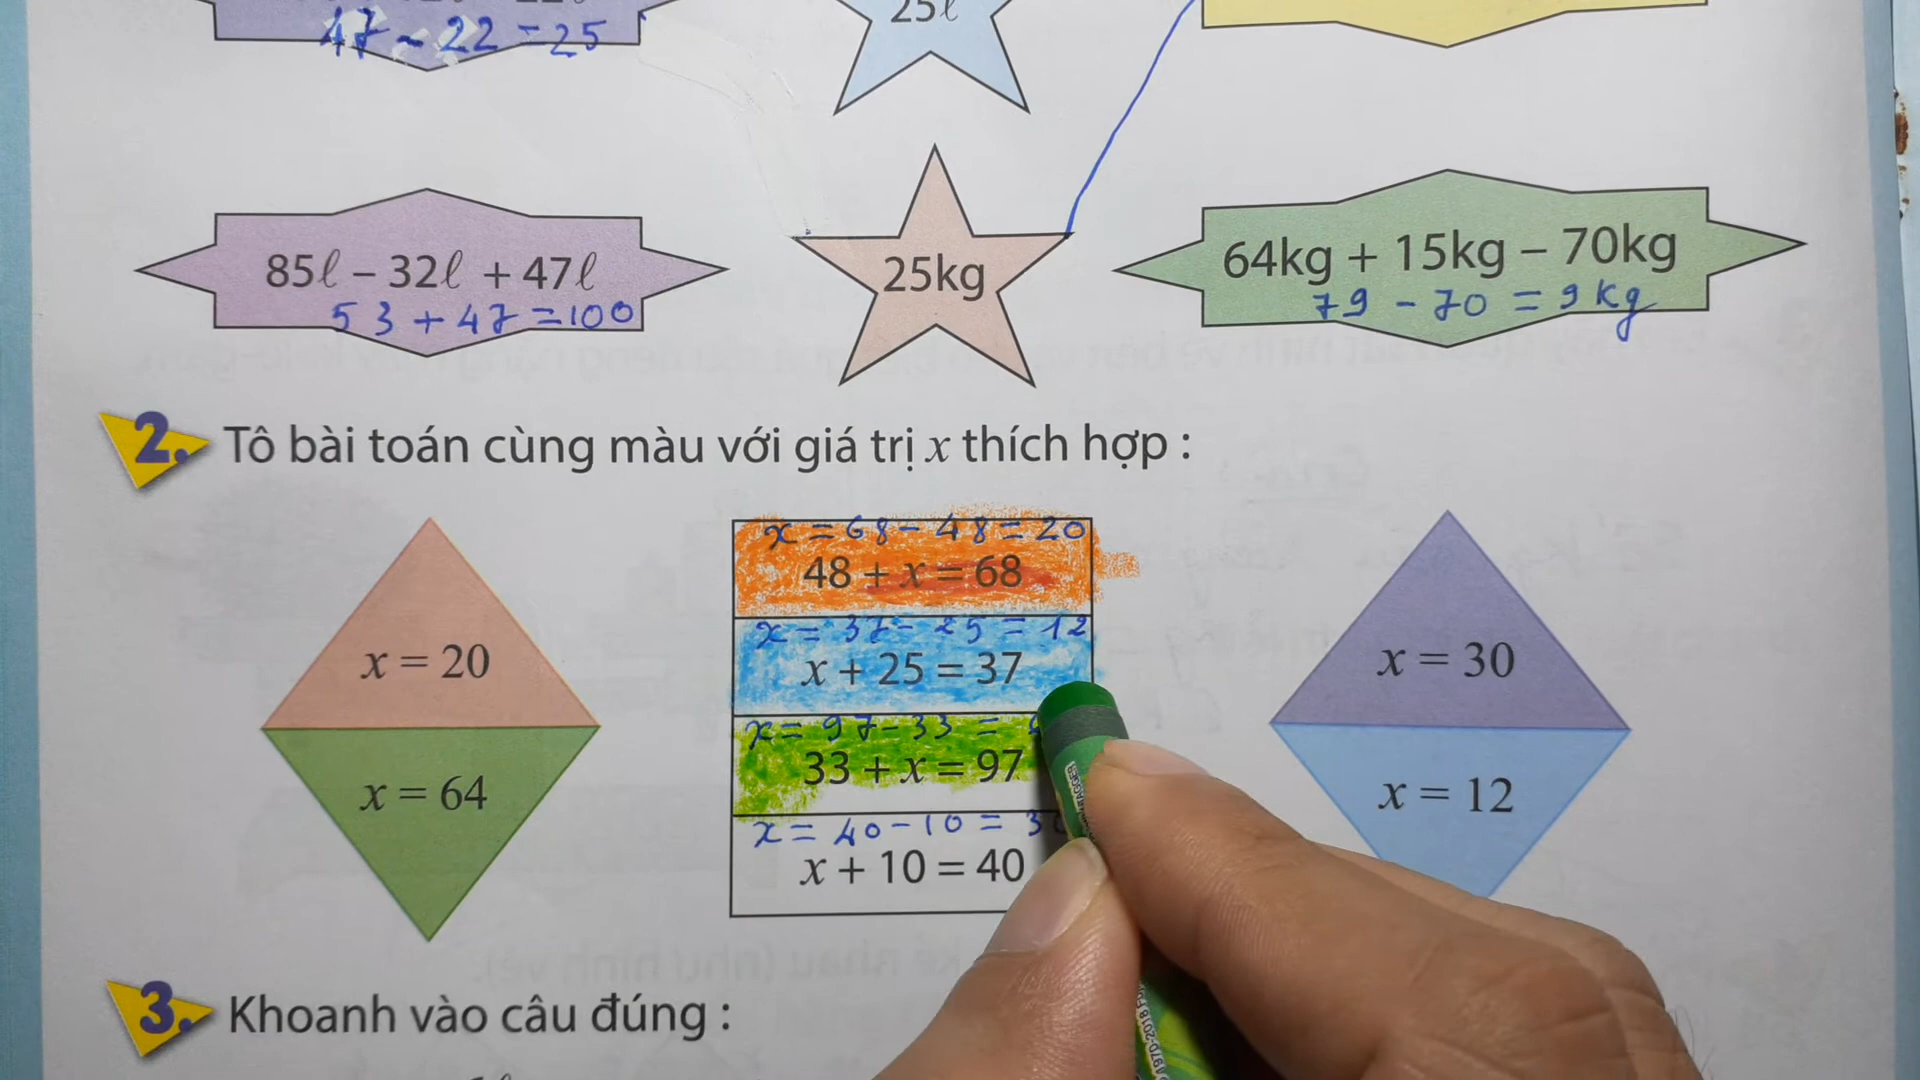 47 - 22 = 25
25ℓ
85ℓ – 32ℓ + 47ℓ
53 + 47 = 100
25kg
64kg + 15kg – 70kg
79 - 70 = 9 kg
2. Tô bài toán cùng màu với giá trị x thích hợp :
x = 20
x = 64
x = 68 - 48 = 20
48 + x = 68
x = 37 - 25 = 12
x + 25 = 37
x = 97 - 33 =
33 + x = 97
x = 40 - 10 = 30
x + 10 = 40
x = 30
x = 12
3. Khoanh vào câu đúng :